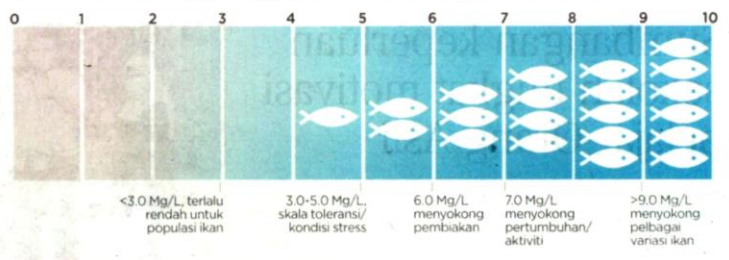 0 1 2 3 4 5 6 7 8 9 10
<3.0 Mg/L, terlalu
rendah untuk
populasi ikan
3.0-5.0 Mg/L,
skala toleransi/
kondisi stress
6.0 Mg/L
menyokong
pembiakan
7.0 Mg/L
menyokong
pertumbuhan/
aktiviti
>9.0 Mg/L
menyokong
pelbagai
variasi ikan